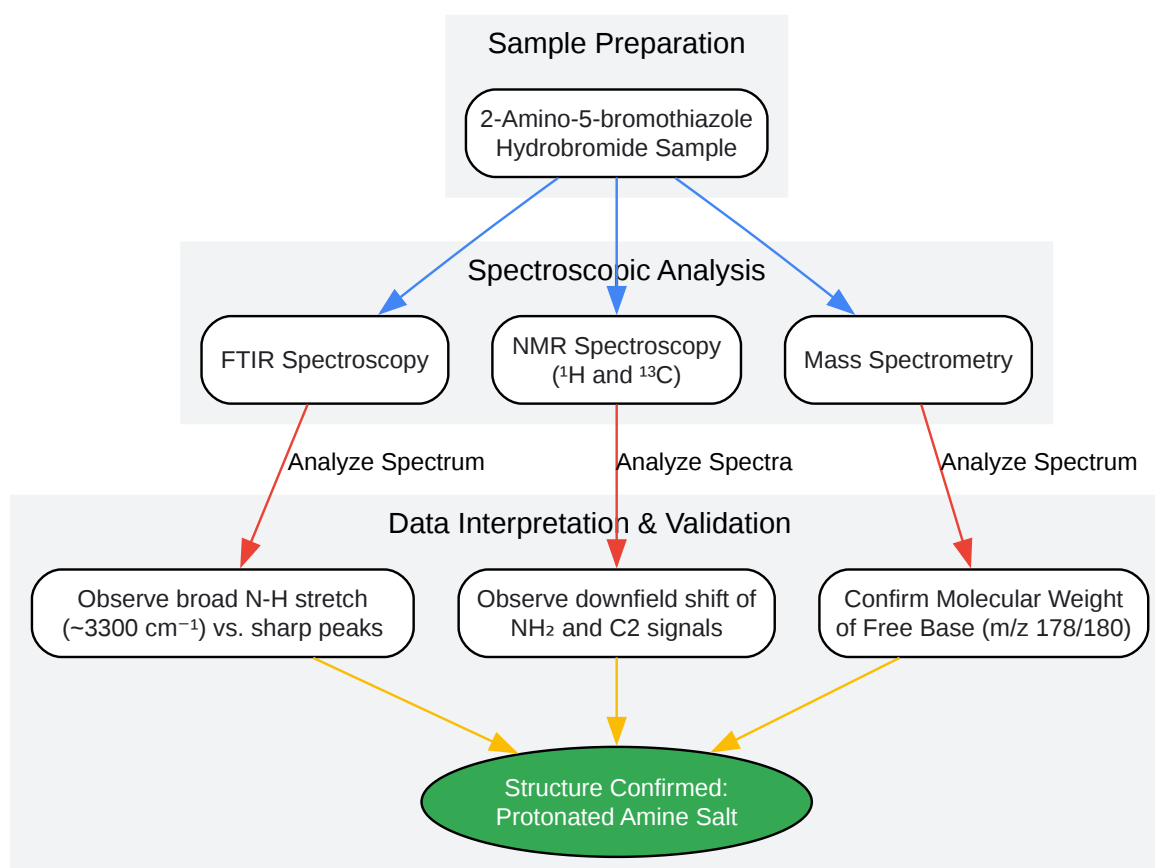 Sample Preparation
2-Amino-5-bromothiazole
Hydrobromide Sample
Spectroscopic Analysis
FTIR Spectroscopy
NMR Spectroscopy
(¹H and ¹³C)
Mass Spectrometry
Analyze Spectrum
Analyze Spectra
Analyze Spectrum
Data Interpretation & Validation
Observe broad N-H stretch
(~3300 cm⁻¹) vs. sharp peaks
Observe downfield shift of
NH₂ and C2 signals
Confirm Molecular Weight
of Free Base (m/z 178/180)
Structure Confirmed:
Protonated Amine Salt